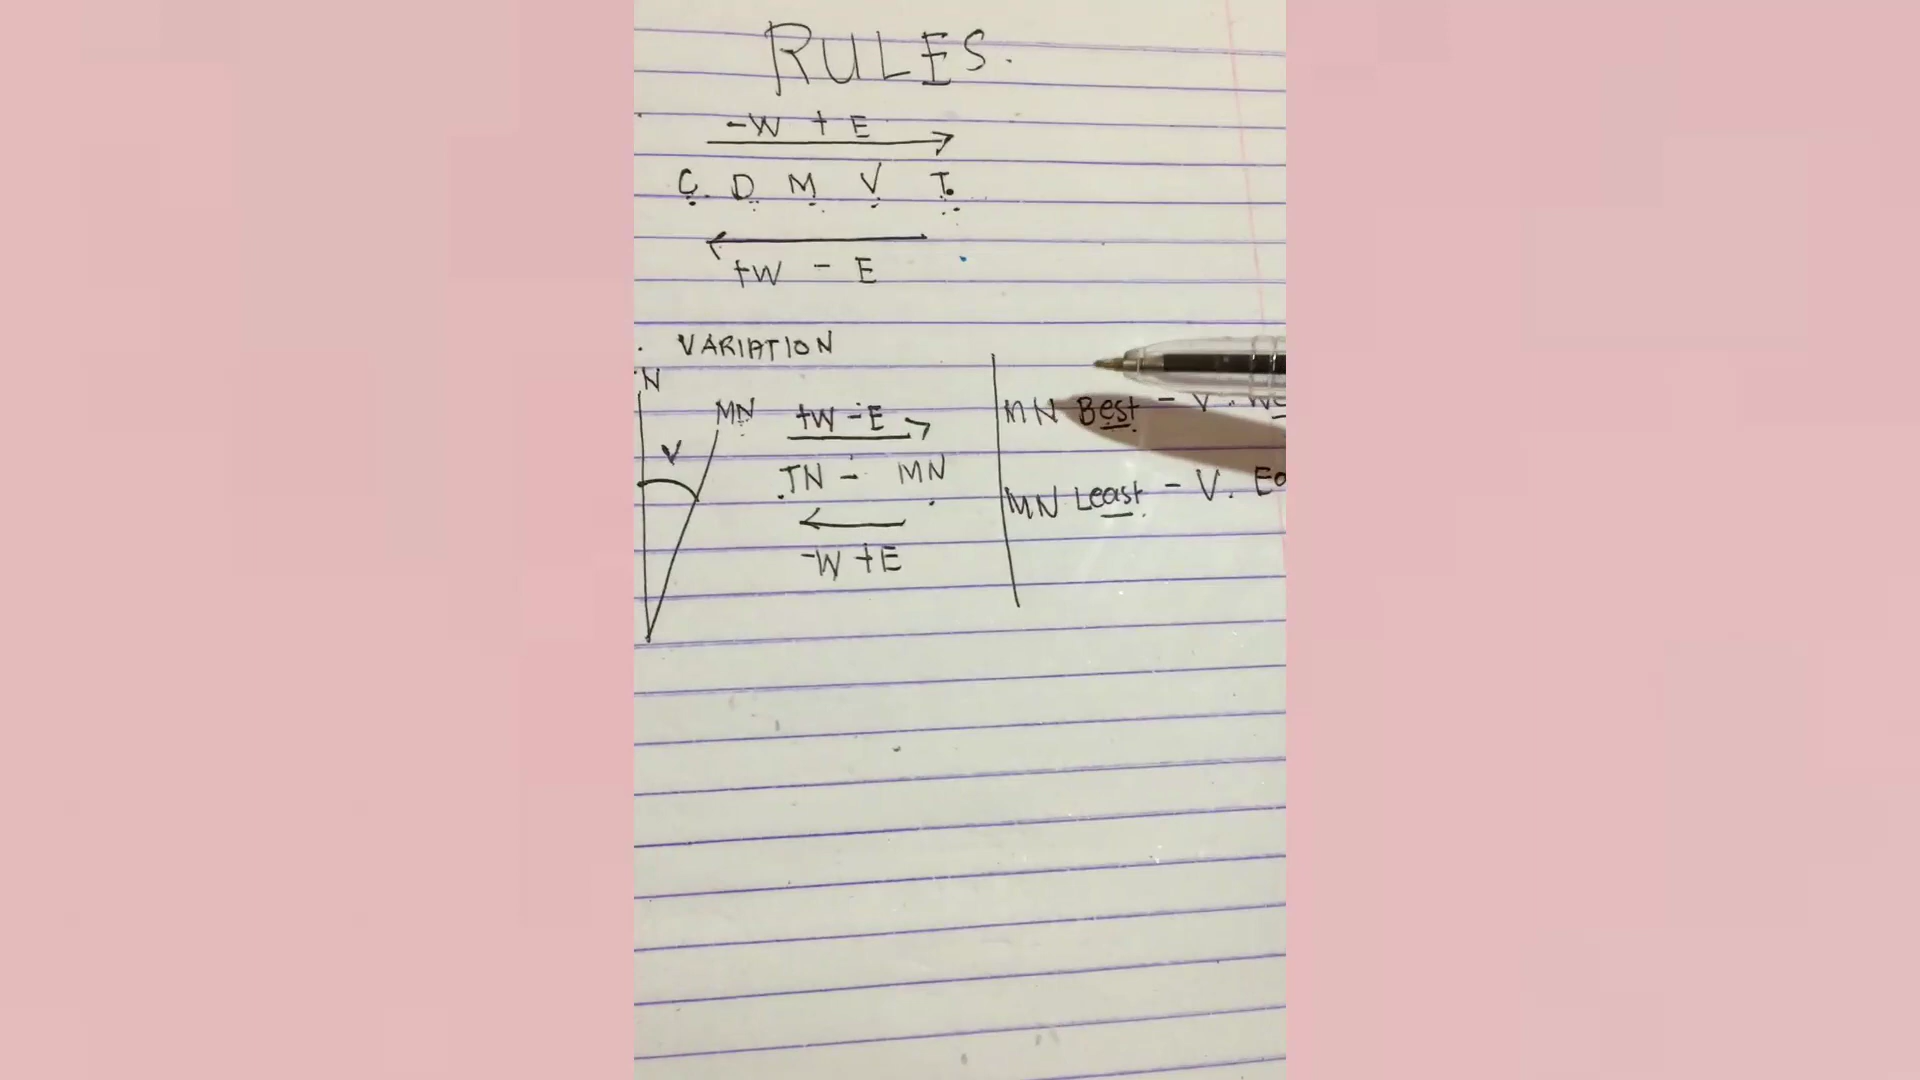 RULES.
-W + E
C. D M V T.
+W - E
VARIATION
N
MN
+W - E
MN Best - V.
V
TN - MN
MN Least - V.
-W +E